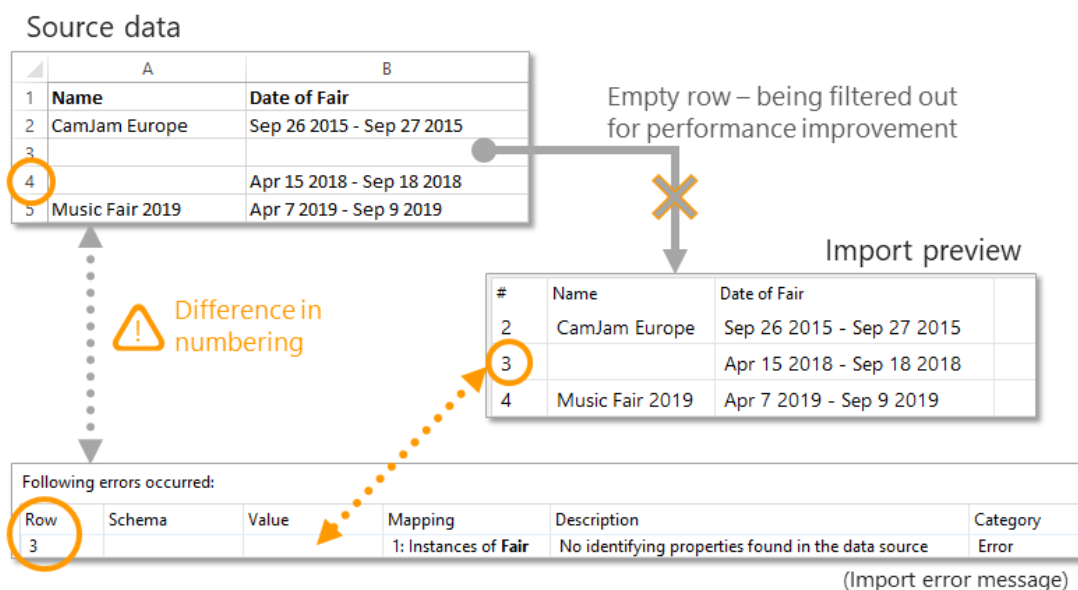 Source data
A B
1 Name Date of Fair
2 CamJam Europe Sep 26 2015 - Sep 27 2015
3
4 Apr 15 2018 - Sep 18 2018
5 Music Fair 2019 Apr 7 2019 - Sep 9 2019
Empty row – being filtered out
for performance improvement
Import preview
# Name Date of Fair
2 CamJam Europe Sep 26 2015 - Sep 27 2015
3 Apr 15 2018 - Sep 18 2018
4 Music Fair 2019 Apr 7 2019 - Sep 9 2019
! Difference in
numbering
Following errors occurred:
Row Schema Value Mapping Description Category
3 1: Instances of Fair No identifying properties found in the data source Error
(Import error message)